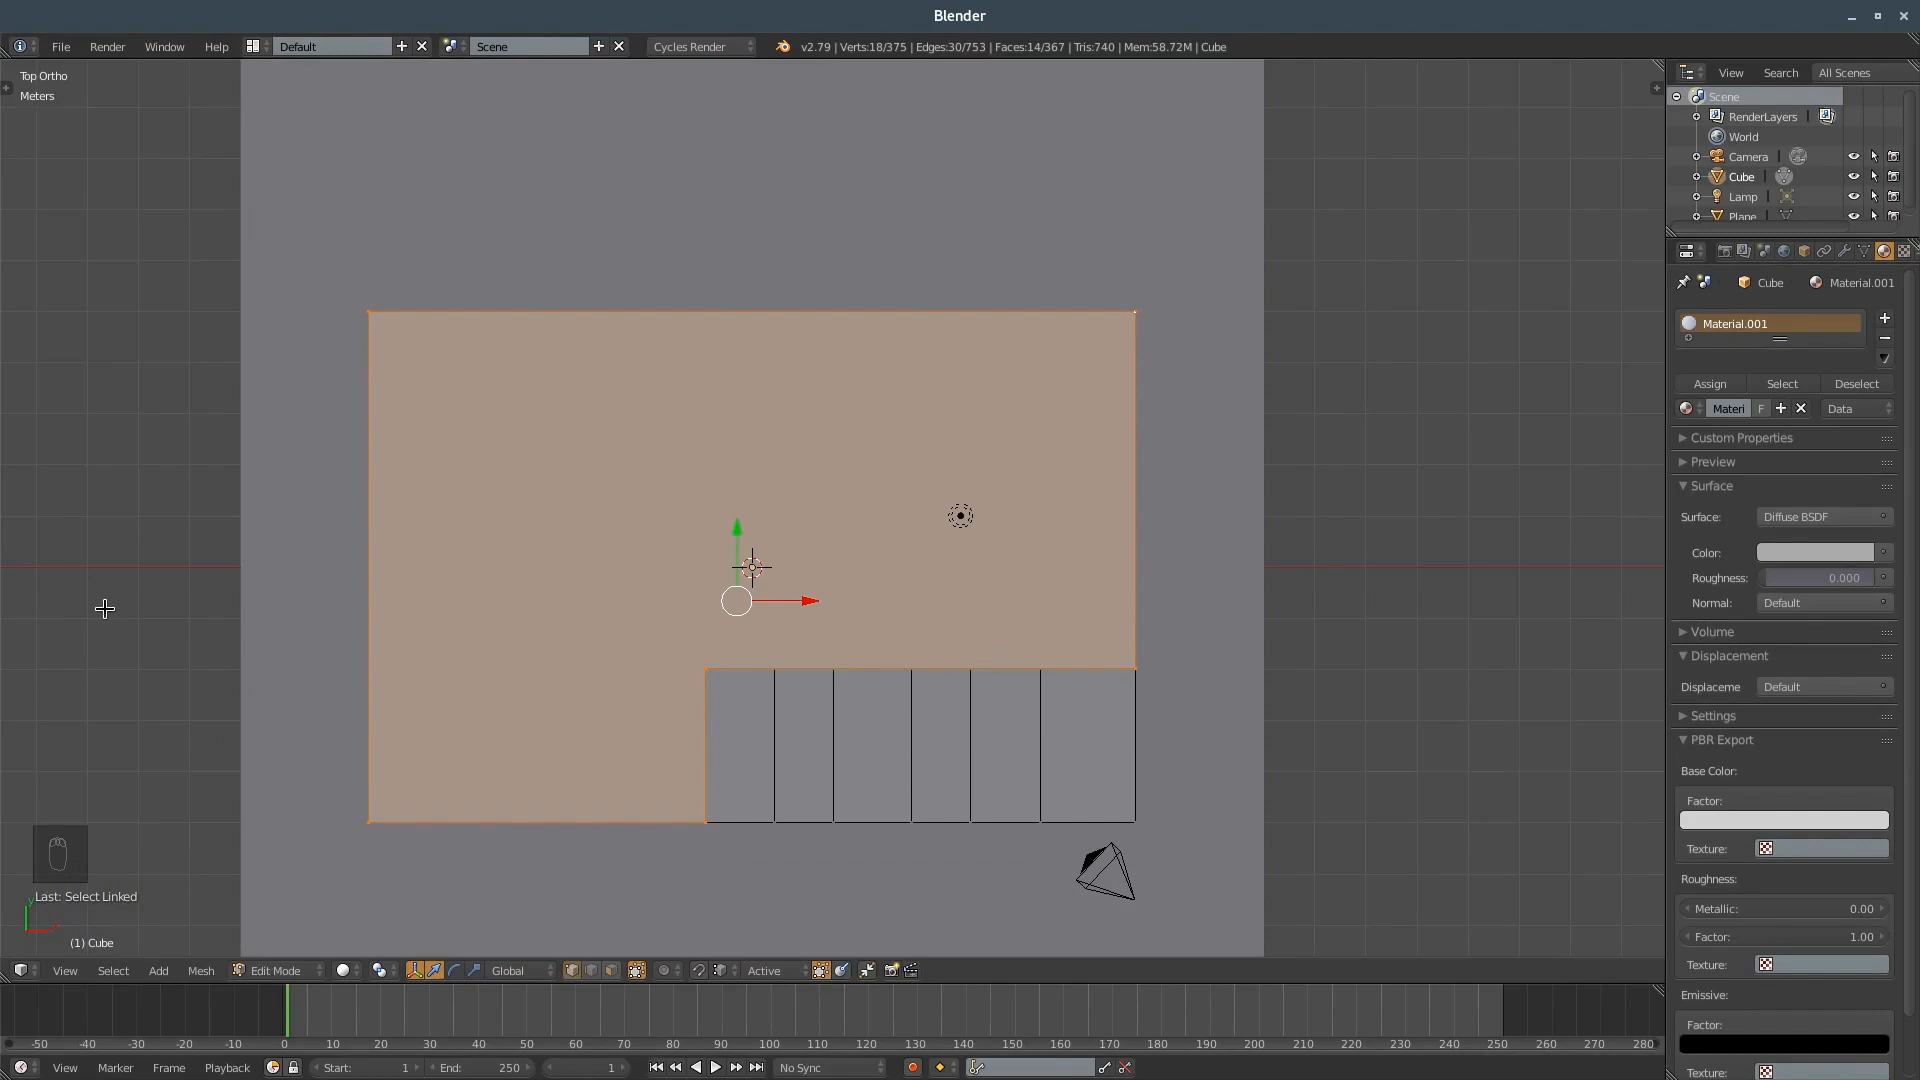 Blender
File Render Window Help Default Scene Cycles Render v2.79 | Verts:18/375 | Edges:30/753 | Faces:14/367 | Tris:740 | Mem:58.72M | Cube
Top Ortho
Meters
View Search All Scenes
Scene
RenderLayers
World
Camera
Cube
Lamp
Plane
Cube Material.001
Material.001
Assign Select Deselect
Materi F Data
Custom Properties
Preview
Surface
Surface: Diffuse BSDF
Color:
Roughness: 0.000
Normal: Default
Volume
Displacement
Displaceme Default
Settings
PBR Export
Base Color:
Factor:
Texture:
Roughness:
Metallic: 0.00
Factor: 1.00
Texture:
Emissive:
Factor:
Texture:
Last: Select Linked
y
(1) Cube
View Select Add Mesh Edit Mode Global Active
-50 -40 -30 -20 -10 0 10 20 30 40 50 60 70 80 90 100 110 120 130 140 150 160 170 180 190 200 210 220 230 240 250 260 270 280
View Marker Frame Playback Start: 1 End: 250 1 No Sync